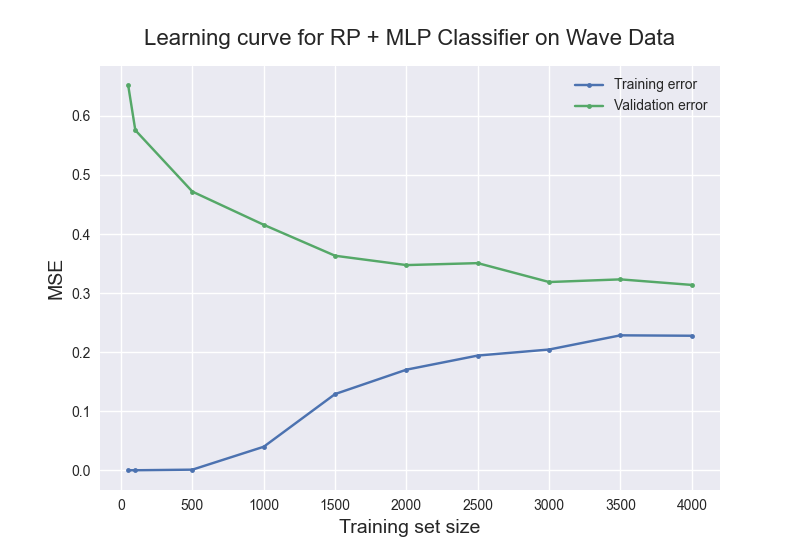 Learning curve for RP + MLP Classifier on Wave Data
Training error
Validation error
MSE
0.6
0.5
0.4
0.3
0.2
0.1
0.0
0 500 1000 1500 2000 2500 3000 3500 4000
Training set size